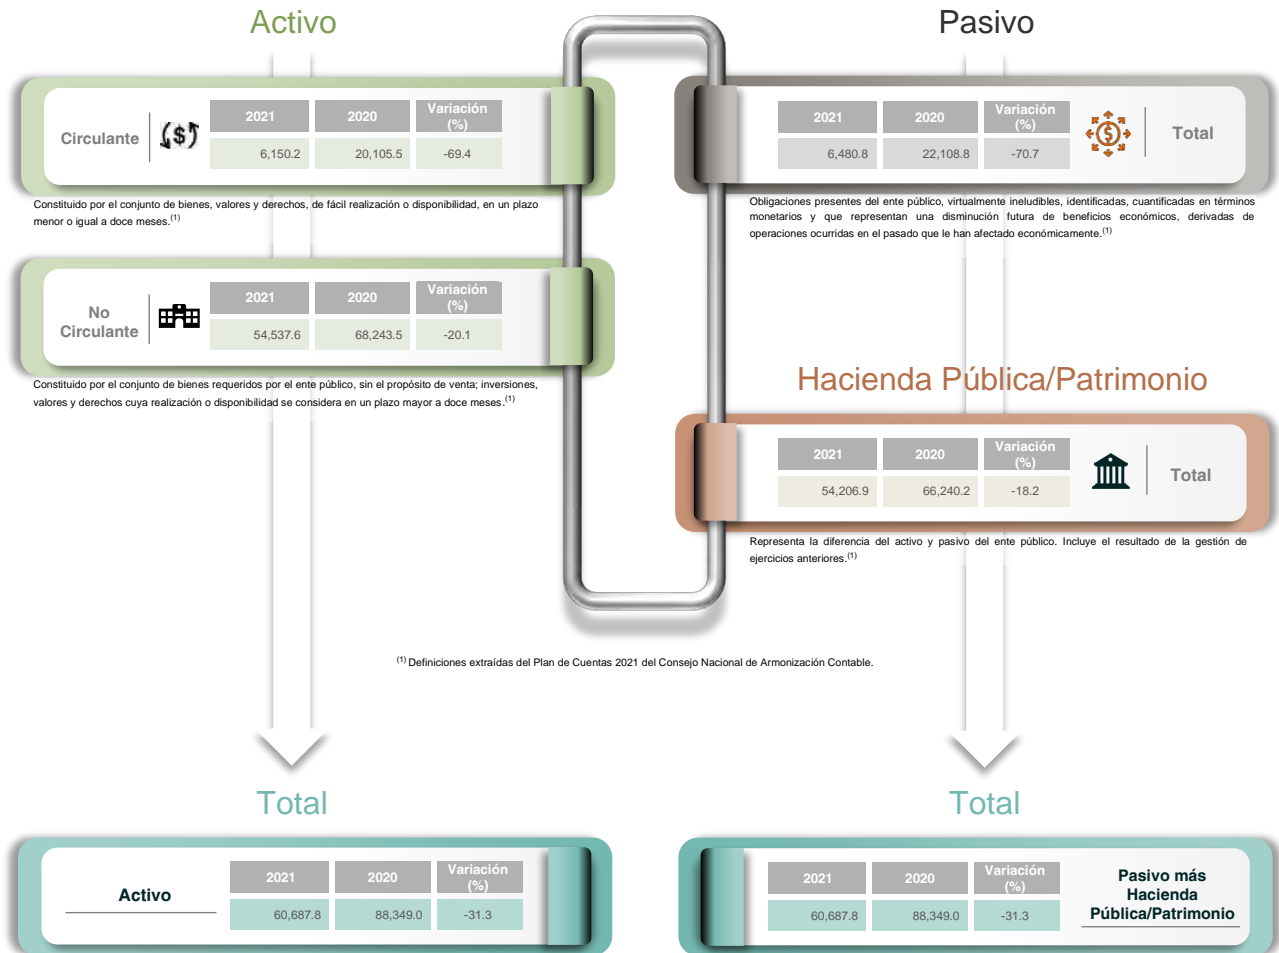 Activo
Circulante
2021 2020 Variación (%)
6,150.2 20,105.5 -69.4
Constituido por el conjunto de bienes, valores y derechos, de fácil realización o disponibilidad, en un plazo
menor o igual a doce meses.(1)
No
Circulante
2021 2020 Variación (%)
54,537.6 68,243.5 -20.1
Constituido por el conjunto de bienes requeridos por el ente público, sin el propósito de venta; inversiones,
valores y derechos cuya realización o disponibilidad se considera en un plazo mayor a doce meses.(1)
Pasivo
2021 2020 Variación (%)
6,480.8 22,108.8 -70.7
Total
Obligaciones presentes del ente público, virtualmente ineludibles, identificadas, cuantificadas en términos
monetarios y que representan una disminución futura de beneficios económicos, derivadas de
operaciones ocurridas en el pasado que le han afectado económicamente.(1)
Hacienda Pública/Patrimonio
2021 2020 Variación (%)
54,206.9 66,240.2 -18.2
Total
Representa la diferencia del activo y pasivo del ente público. Incluye el resultado de la gestión de
ejercicios anteriores.(1)
(1) Definiciones extraídas del Plan de Cuentas 2021 del Consejo Nacional de Armonización Contable.
Total
Activo
2021 2020 Variación (%)
60,687.8 88,349.0 -31.3
Total
2021 2020 Variación (%)
60,687.8 88,349.0 -31.3
Pasivo más
Hacienda
Pública/Patrimonio